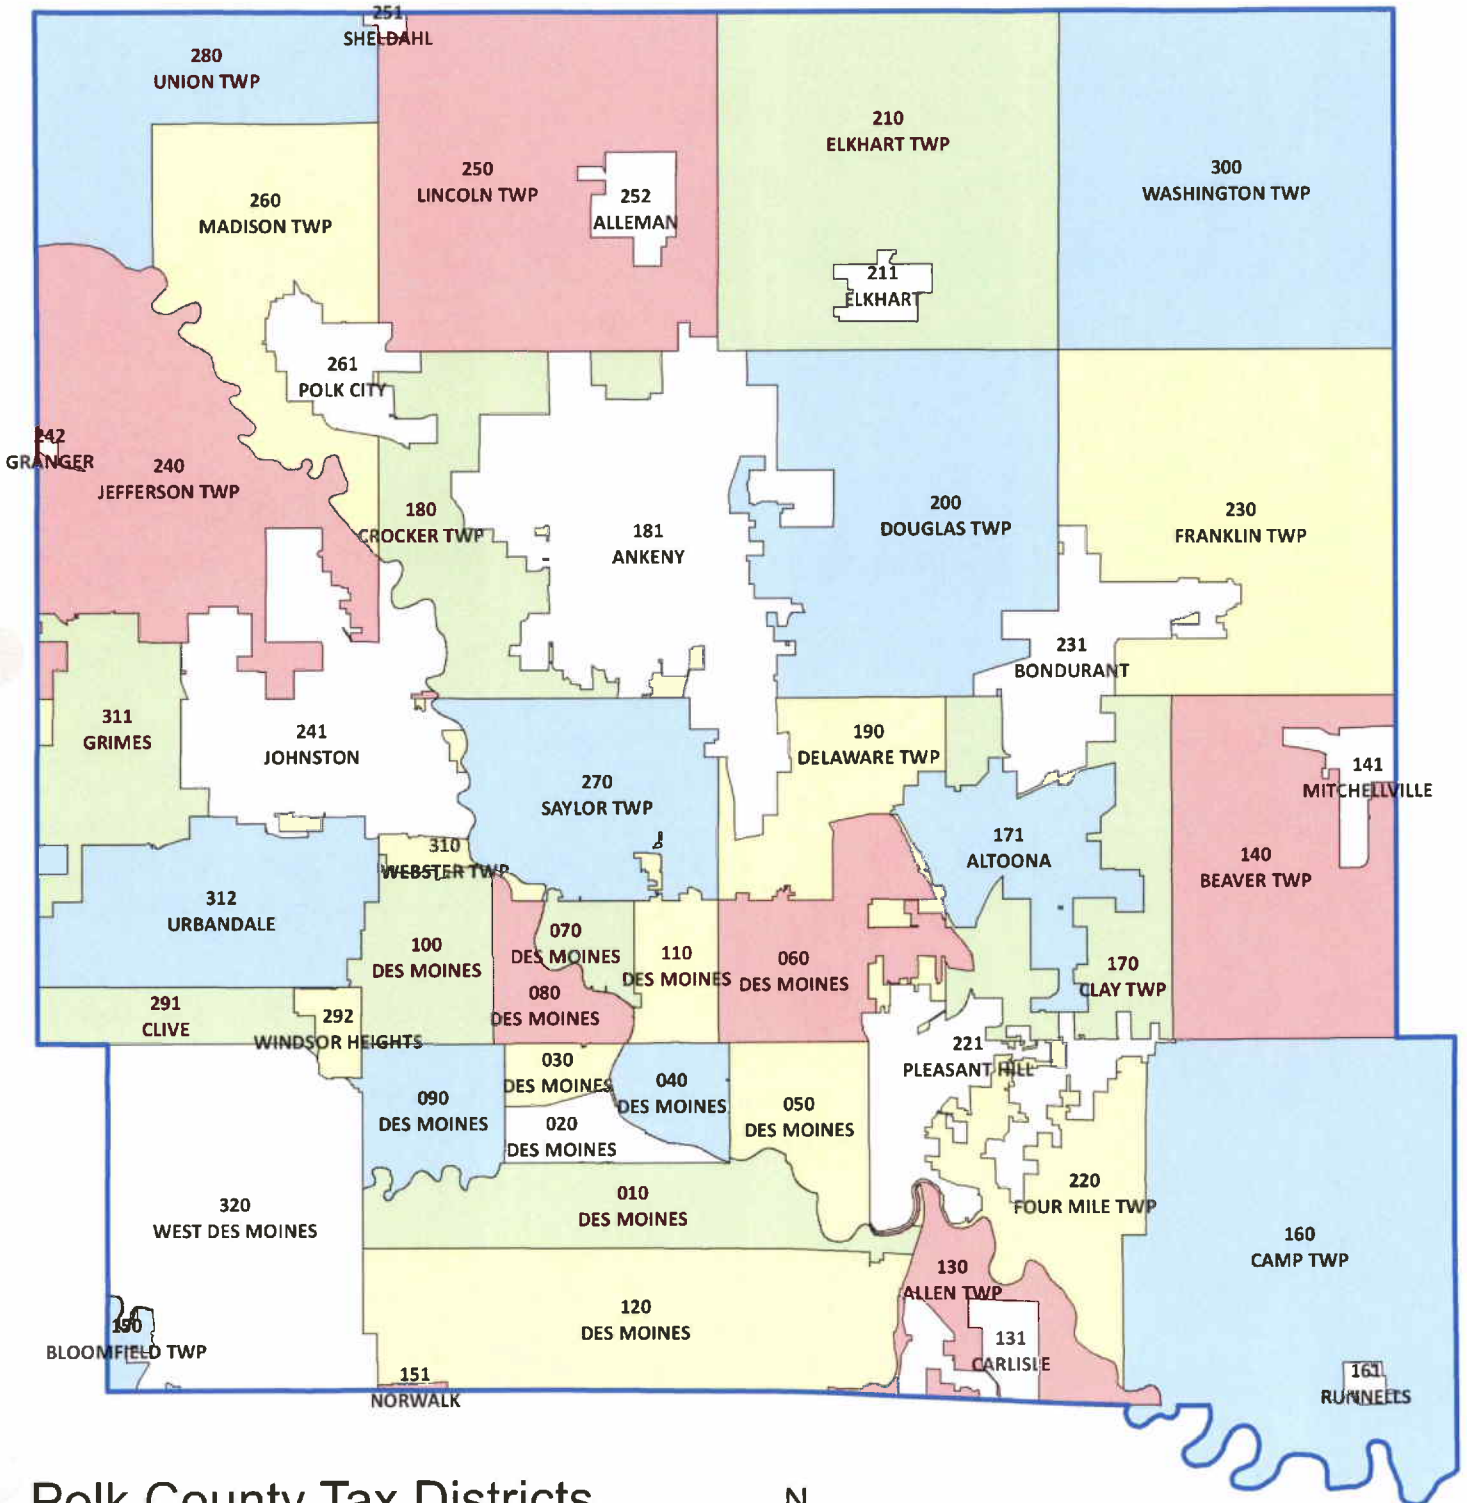 251
SHELDAHL
280
UNION TWP
210
ELKHART TWP
250
LINCOLN TWP
300
WASHINGTON TWP
260
MADISON TWP
252
ALLEMAN
211
ELKHART
261
POLK CITY
242
GRANGER
240
JEFFERSON TWP
180
CROCKER TWP
181
ANKENY
200
DOUGLAS TWP
230
FRANKLIN TWP
231
BONDURANT
311
GRIMES
241
JOHNSTON
190
DELAWARE TWP
270
SAYLOR TWP
141
MITCHELLVILLE
310
WEBSTER TWP
171
ALTOONA
140
BEAVER TWP
312
URBANDALE
100
DES MOINES
070
DES MOINES
110
DES MOINES
060
DES MOINES
170
CLAY TWP
080
DES MOINES
291
CLIVE
292
WINDSOR HEIGHTS
221
PLEASANT HILL
030
DES MOINES
040
DES MOINES
090
DES MOINES
050
DES MOINES
020
DES MOINES
220
FOUR MILE TWP
010
DES MOINES
320
WEST DES MOINES
160
CAMP TWP
130
ALLEN TWP
120
DES MOINES
150
BLOOMFIELD TWP
131
CARLISLE
151
NORWALK
161
RUNNELLS
Polk County Tax Districts
N